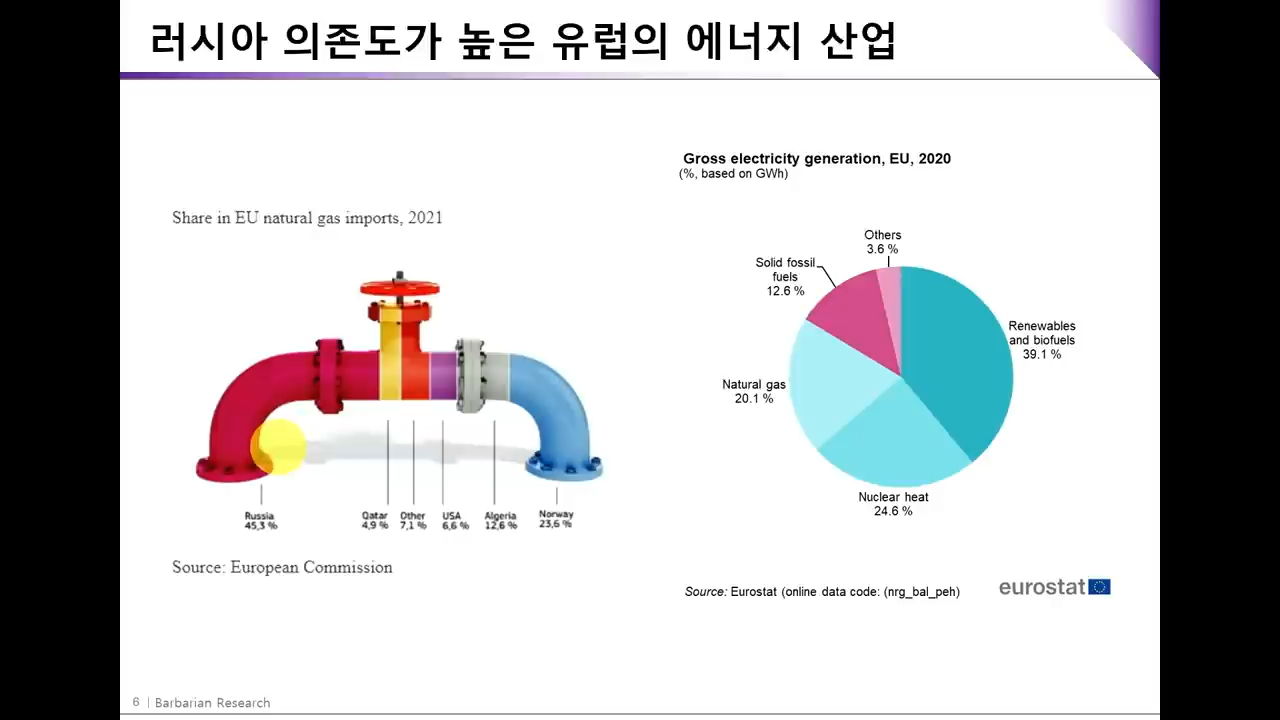 러시아 의존도가 높은 유럽의 에너지 산업
Share in EU natural gas imports, 2021
Russia
45,3 %
Qatar
4,9 %
Other
7,1 %
USA
6,6 %
Algeria
12,6 %
Norway
23,6 %
Source: European Commission
Gross electricity generation, EU, 2020
(%, based on GWh)
Others
3.6 %
Solid fossil
fuels
12.6 %
Renewables
and biofuels
39.1 %
Natural gas
20.1 %
Nuclear heat
24.6 %
Source: Eurostat (online data code: (nrg_bal_peh)
eurostat
6 | Barbarian Research